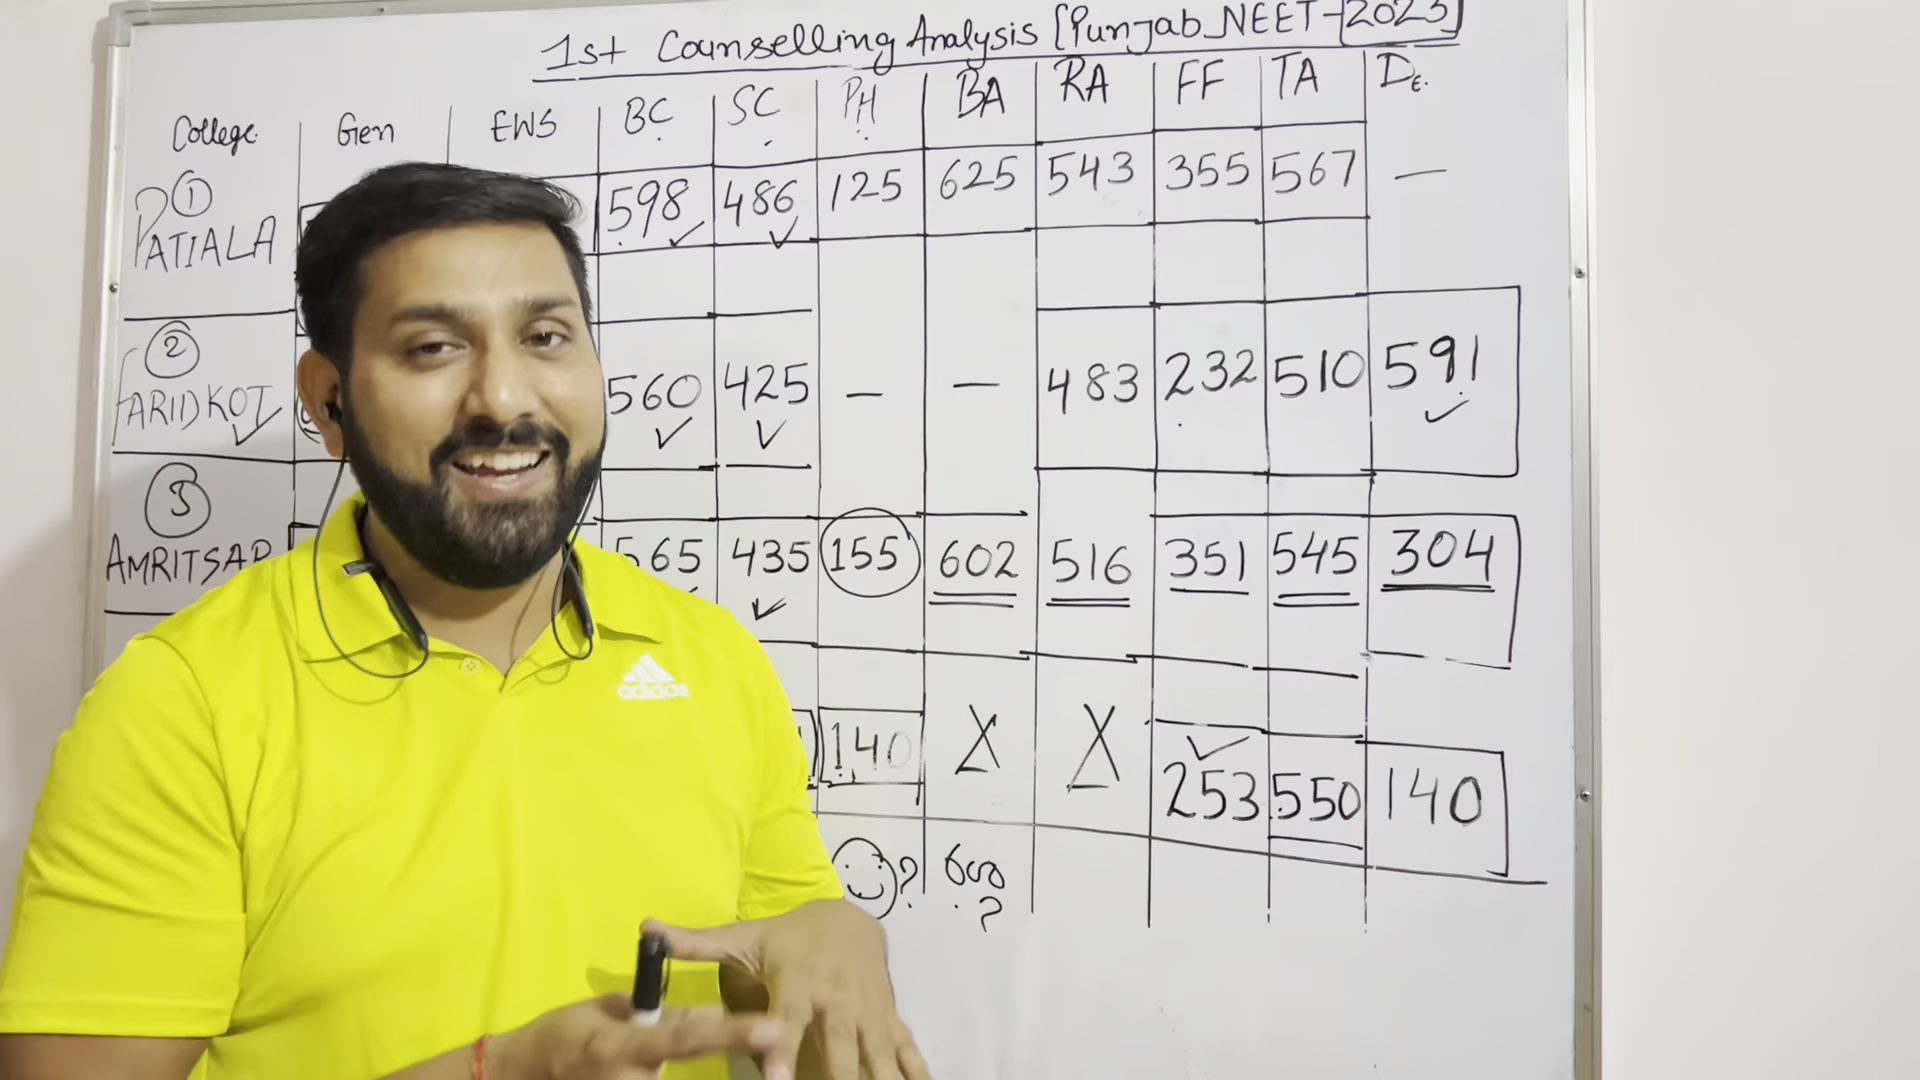 1st Counselling Analysis [Punjab NEET-2023]
College Gen EWS BC SC PH BA RA FF TA DE.
1
PATIALA 598 486 125 625 543 355 567 —
2
FARIDKOT 560 425 — — 483 232 510 591
3
AMRITSAR 565 435 155 602 516 351 545 304
140 X X 253 550 140
? 600
?
adidas